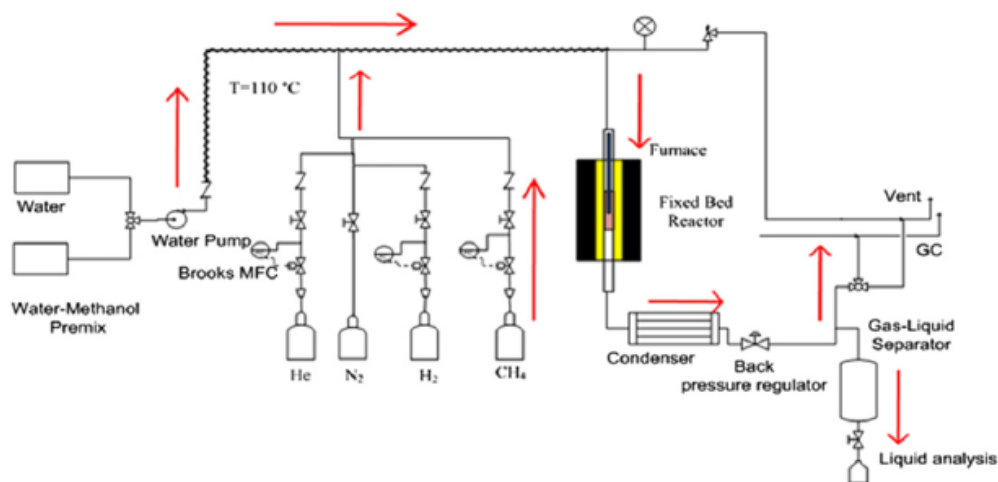 T=110 °C
Furnace
Fixed Bed
Reactor
Water
Water Pump
Brooks MFC
Water-Methanol
Premix
He
N₂
H₂
CH₄
Vent
GC
Condenser
Back
pressure regulator
Gas-Liquid
Separator
Liquid analysis